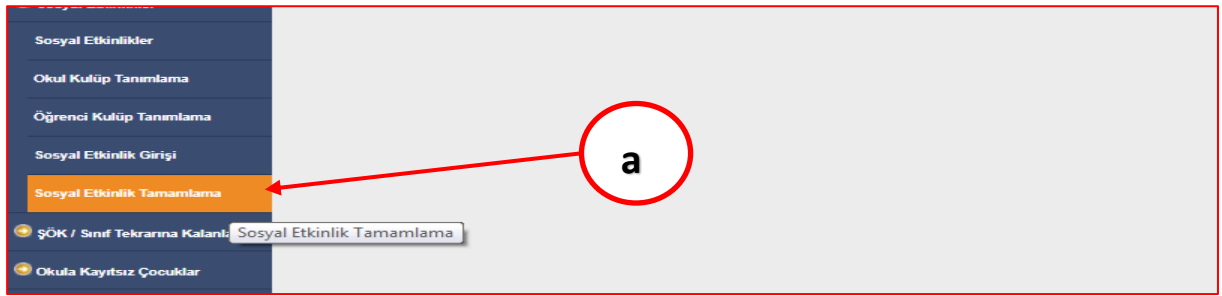 Sosyal Etkinlikler
Okul Kulüp Tanımlama
Öğrenci Kulüp Tanımlama
Sosyal Etkinlik Girişi
a
Sosyal Etkinlik Tamamlama
ŞÖK / Sınıf Tekrarına
Sosyal Etkinlik Tamamlama
Okula Kayıtsız Çocuklar